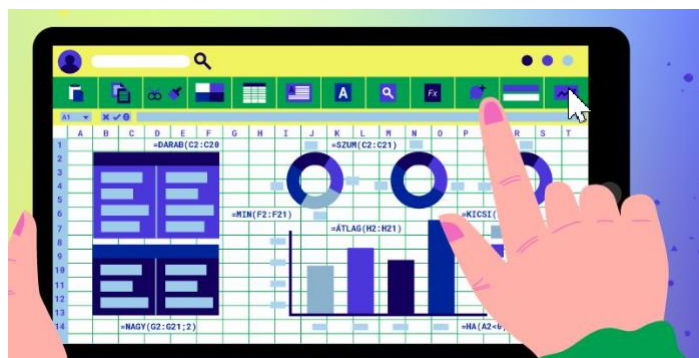 A
Fx
A1
A B C D E F G H I J K L M N O P R S T
1 =DARAB(C2:C20 =SZUM(C2:C21)
2
3
4
5
6 =MIN(F2:F21) =KICSI(
7 =ÁTLAG(H2:H21)
8
9
10
11
12
13
14 =NAGY(G2:G21;2) =HA(A2<